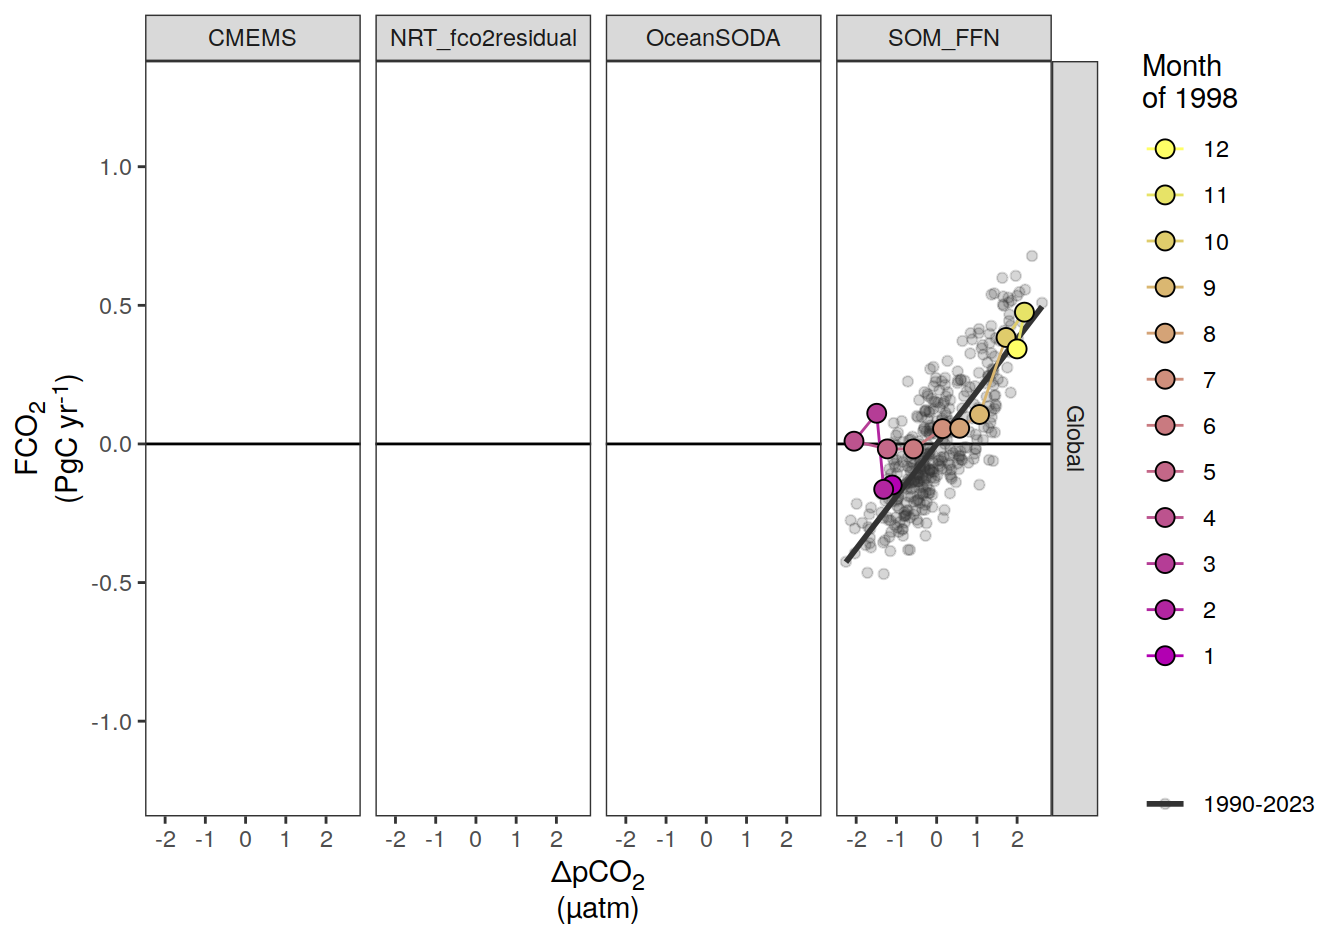 CMEMS NRT_fco2residual OceanSODA SOM_FFN
Global
1.0
0.5
0.0
-0.5
-1.0
FCO2
(PgC yr-1)
-2 -1 0 1 2 -2 -1 0 1 2 -2 -1 0 1 2 -2 -1 0 1 2
ΔpCO2
(µatm)
Month
of 1998
12
11
10
9
8
7
6
5
4
3
2
1
1990-2023